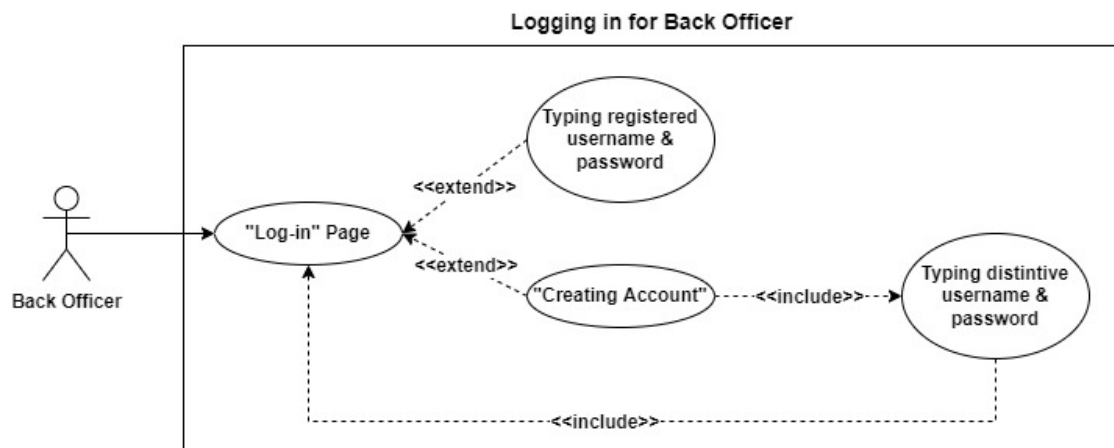 Logging in for Back Officer
Typing registered
username &
password
<<extend>>
"Log-in" Page
<<extend>>
"Creating Account"
<<include>>
Typing distintive
username &
password
Back Officer
<<include>>